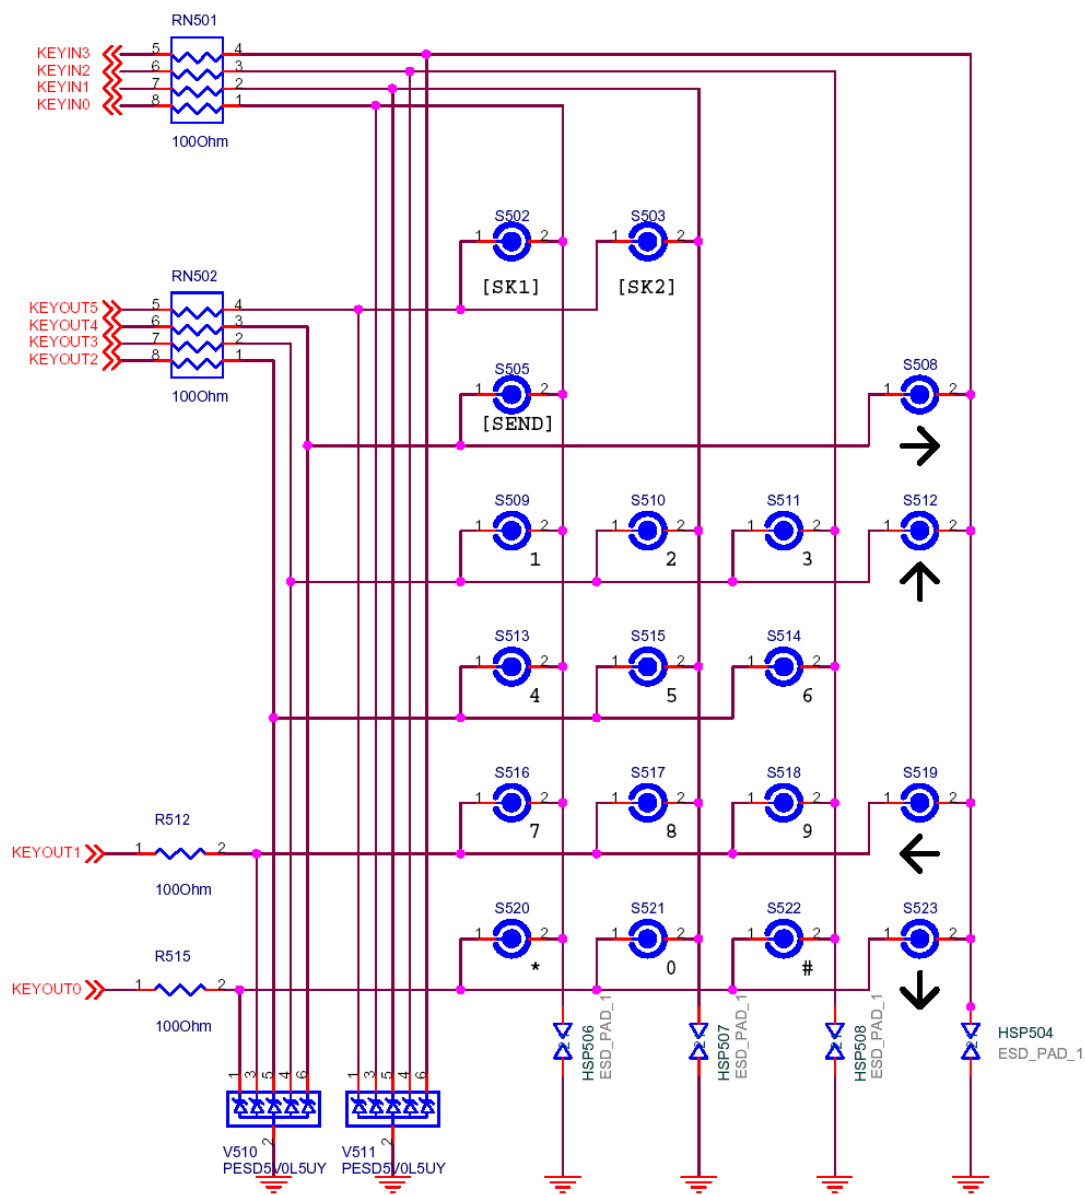 RN501
KEYIN3 5 4
KEYIN2 6 3
KEYIN1 7 2
KEYIN0 8 1
100Ohm
S502 S503
1 2 1 2
[SK1] [SK2]
RN502
KEYOUT5 5 4
KEYOUT4 6 3
KEYOUT3 7 2
KEYOUT2 8 1
100Ohm
S505 S508
1 2 1 2
[SEND]
S509 S510 S511 S512
1 2 1 2 1 2 1 2
1 2 3
S513 S515 S514
1 2 1 2 1 2
4 5 6
S516 S517 S518 S519
1 2 1 2 1 2 1 2
7 8 9
R512
KEYOUT1 1 2
100Ohm
S520 S521 S522 S523
1 2 1 2 1 2 1 2
* 0 #
R515
KEYOUT0 1 2
100Ohm
HSP506
ESD_PAD_1
HSP507
ESD_PAD_1
HSP508
ESD_PAD_1
HSP504
ESD_PAD_1
1 3 5 4 6
1 3 5 4 6
2 2
V510 V511
PESD5V0L5UY PESD5V0L5UY